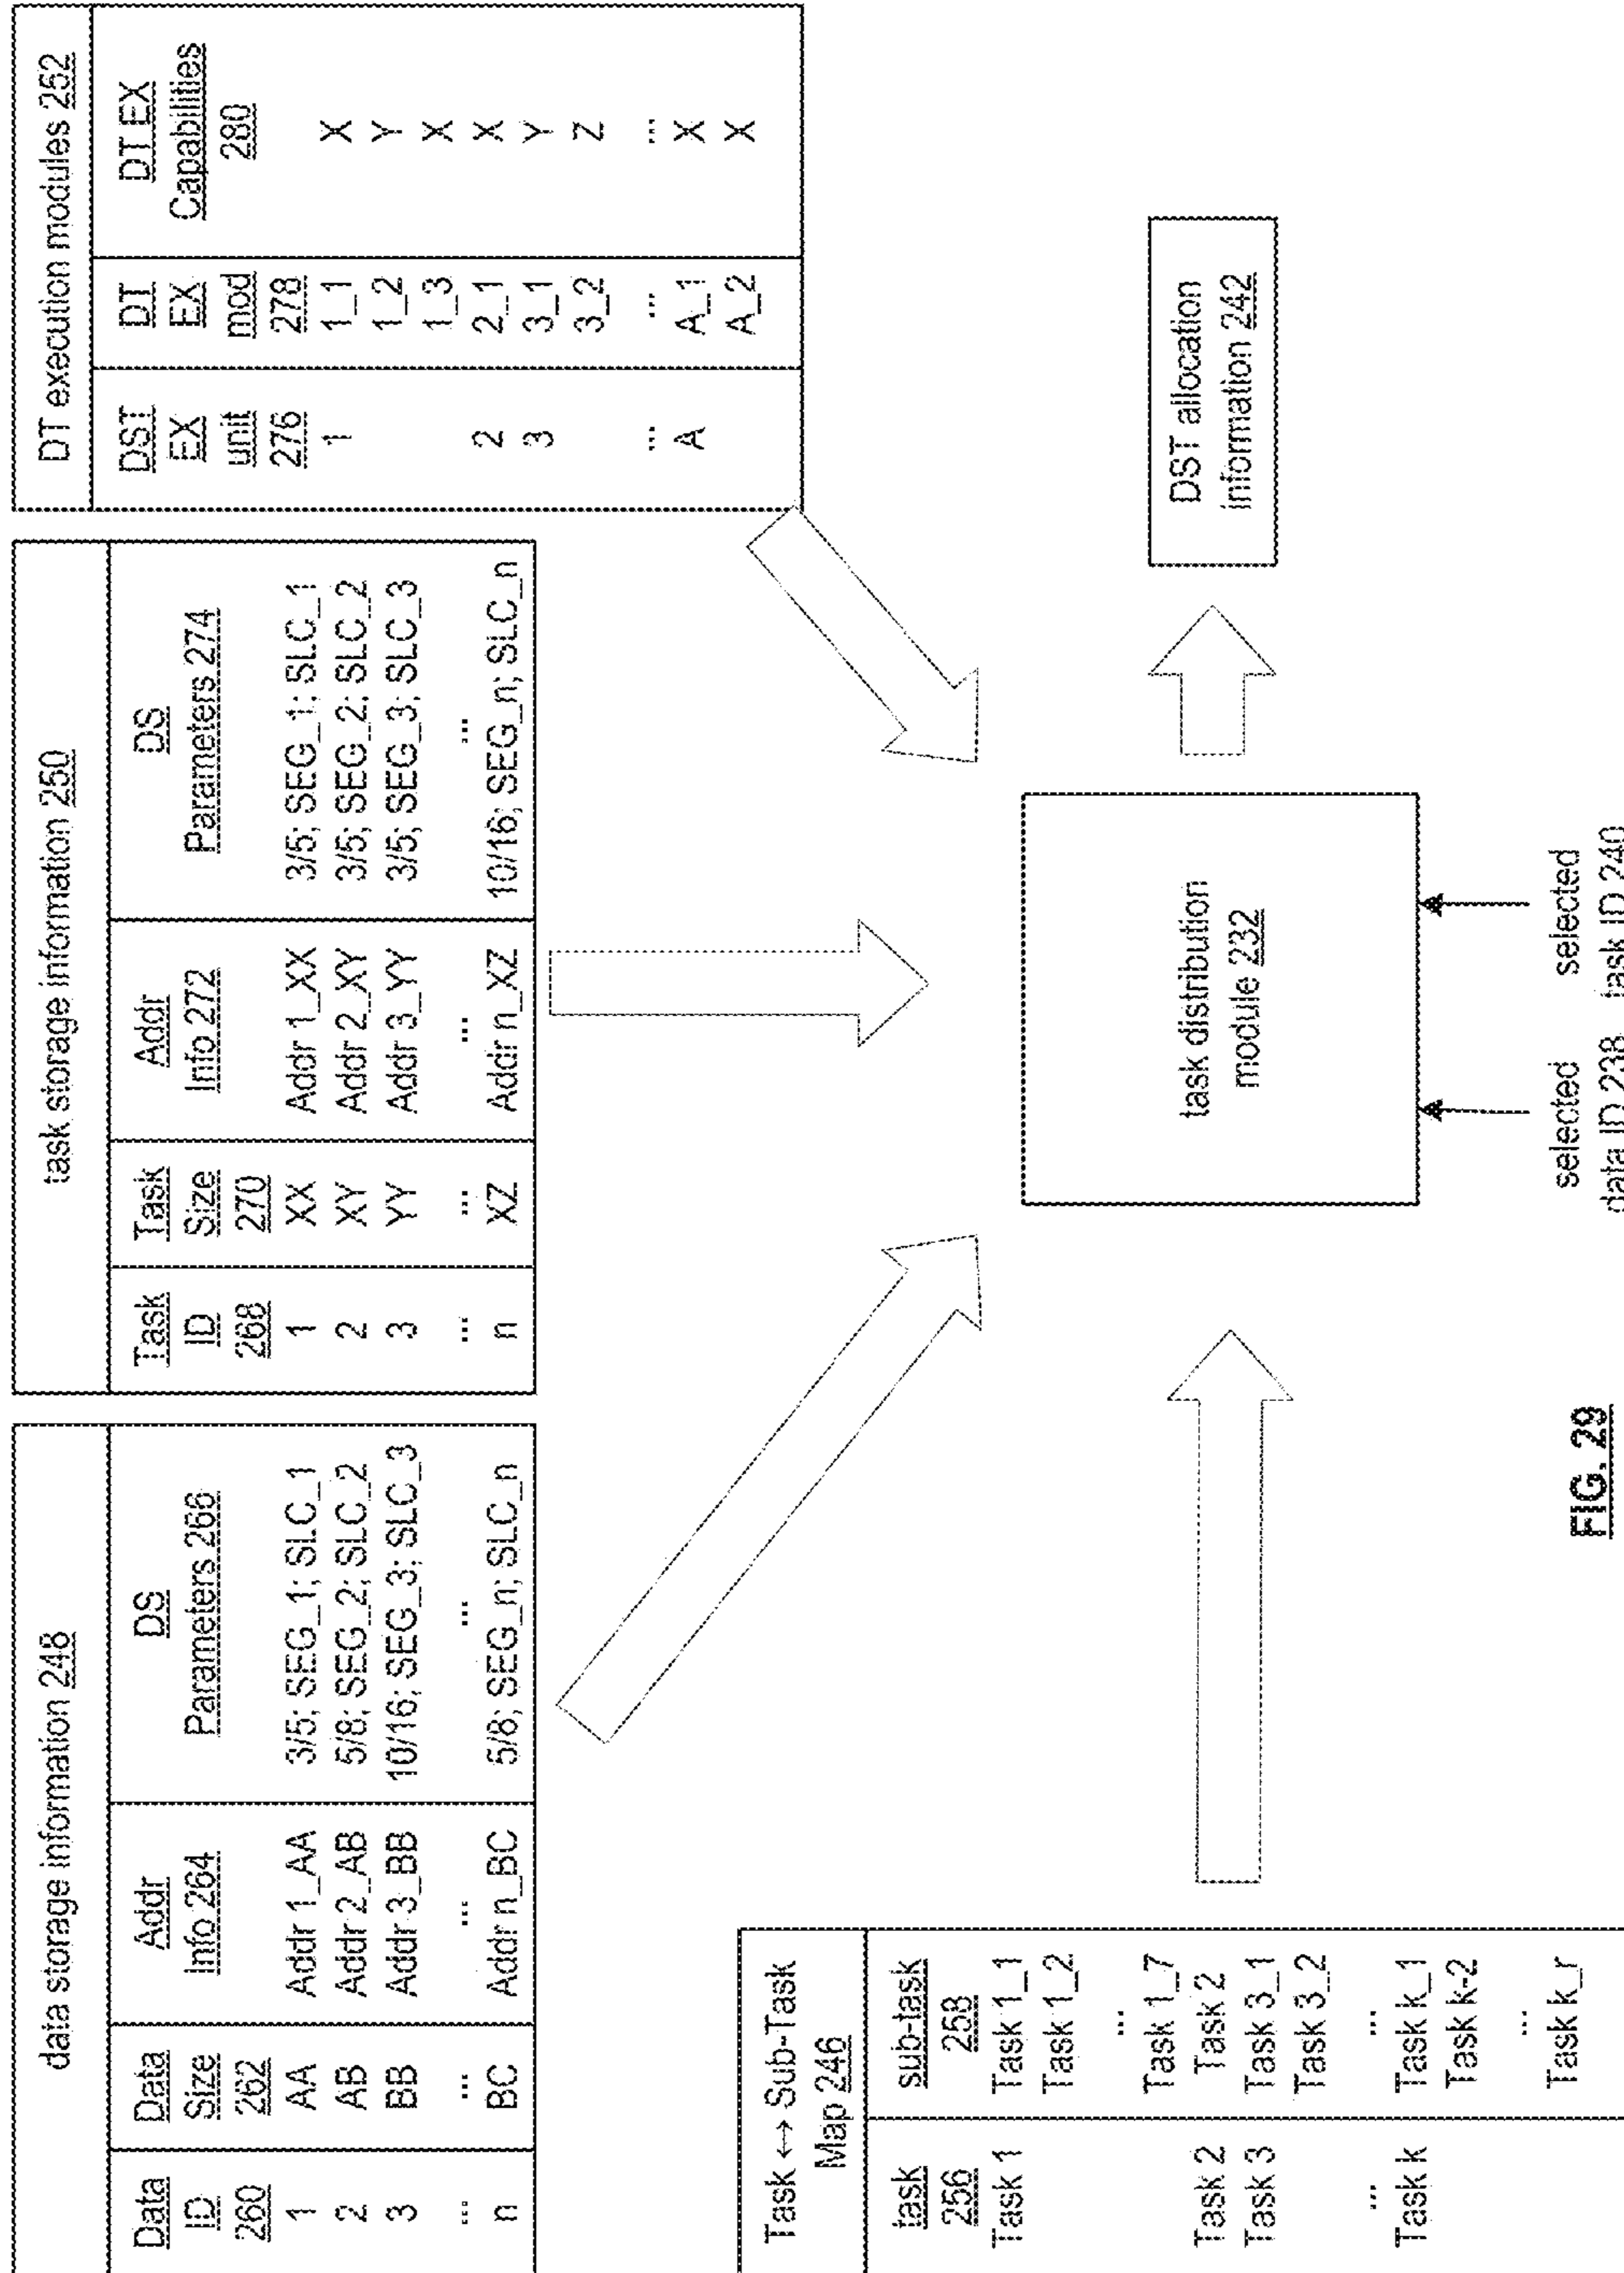 data storage information 248
Data ID 260 Data Size 262 Addr Info 264 DS Parameters 266
1 AA Addr 1_AA 3/5; SEG_1; SLC_1
2 AB Addr 2_AB 5/8; SEG_2; SLC_2
3 BB Addr 3_BB 10/16; SEG_3; SLC_3
... ... ... ...
n BC Addr n_BC 5/8; SEG_n; SLC_n
task storage information 250
Task ID 268 Task Size 270 Addr Info 272 DS Parameters 274
1 XX Addr 1_XX 3/5; SEG_1; SLC_1
2 XY Addr 2_XY 3/5; SEG_2; SLC_2
3 YY Addr 3_YY 3/5; SEG_3; SLC_3
... ... ... ...
n XZ Addr n_XZ 10/16; SEG_n; SLC_n
DT execution modules 252
DST EX unit 276 DT EX mod 278 DT EX Capabilities 280
1 1_1 X
1_2 Y
1_3 X
2 2_1 X
3 3_1 Y
3_2 Z
... ... ...
A A_1 X
A_2 X
Task ↔ Sub-Task
Map 246
task 256 sub-task 258
Task 1 Task 1_1
Task 1_2
...
Task 1_7
Task 2 Task 2
Task 3 Task 3_1
Task 3_2
... ...
Task k Task k_1
Task k-2
...
Task k_r
task distribution
module 232
DST allocation
information 242
selected
data ID 238
selected
task ID 240
FIG. 29